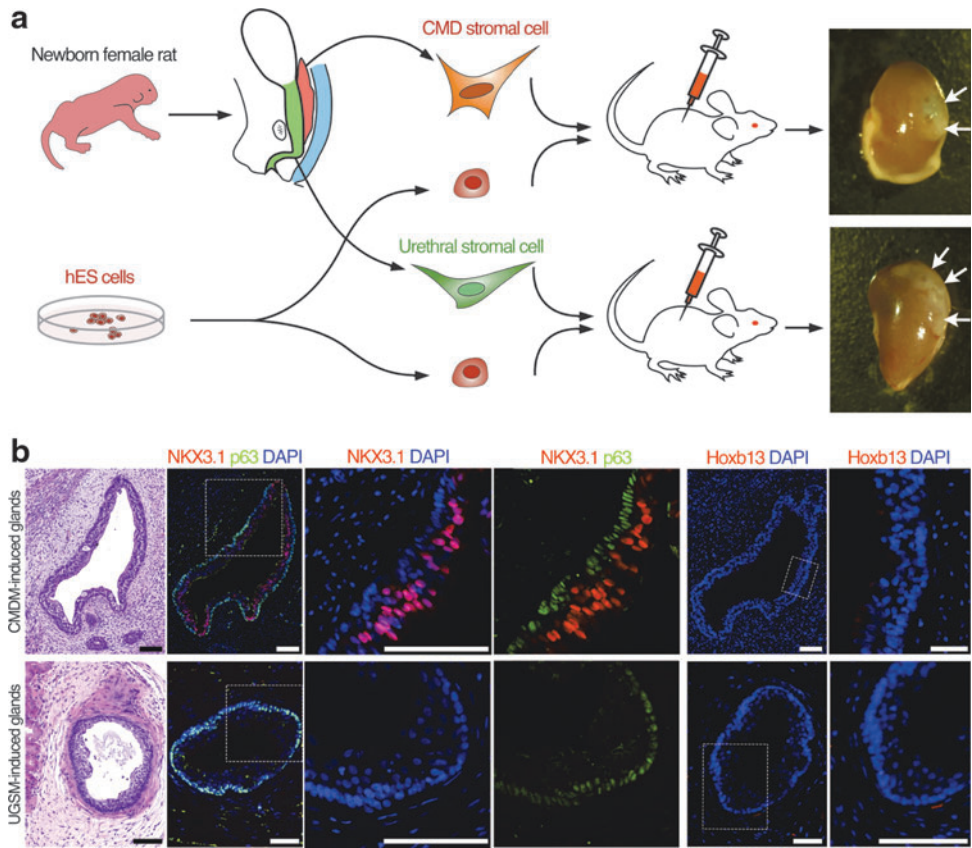 a
Newborn female rat
CMD stromal cell
hES cells
Urethral stromal cell
b
NKX3.1 p63 DAPI
NKX3.1 DAPI
NKX3.1 p63
Hoxb13 DAPI
Hoxb13 DAPI
CMDM-induced glands
UGSM-induced glands